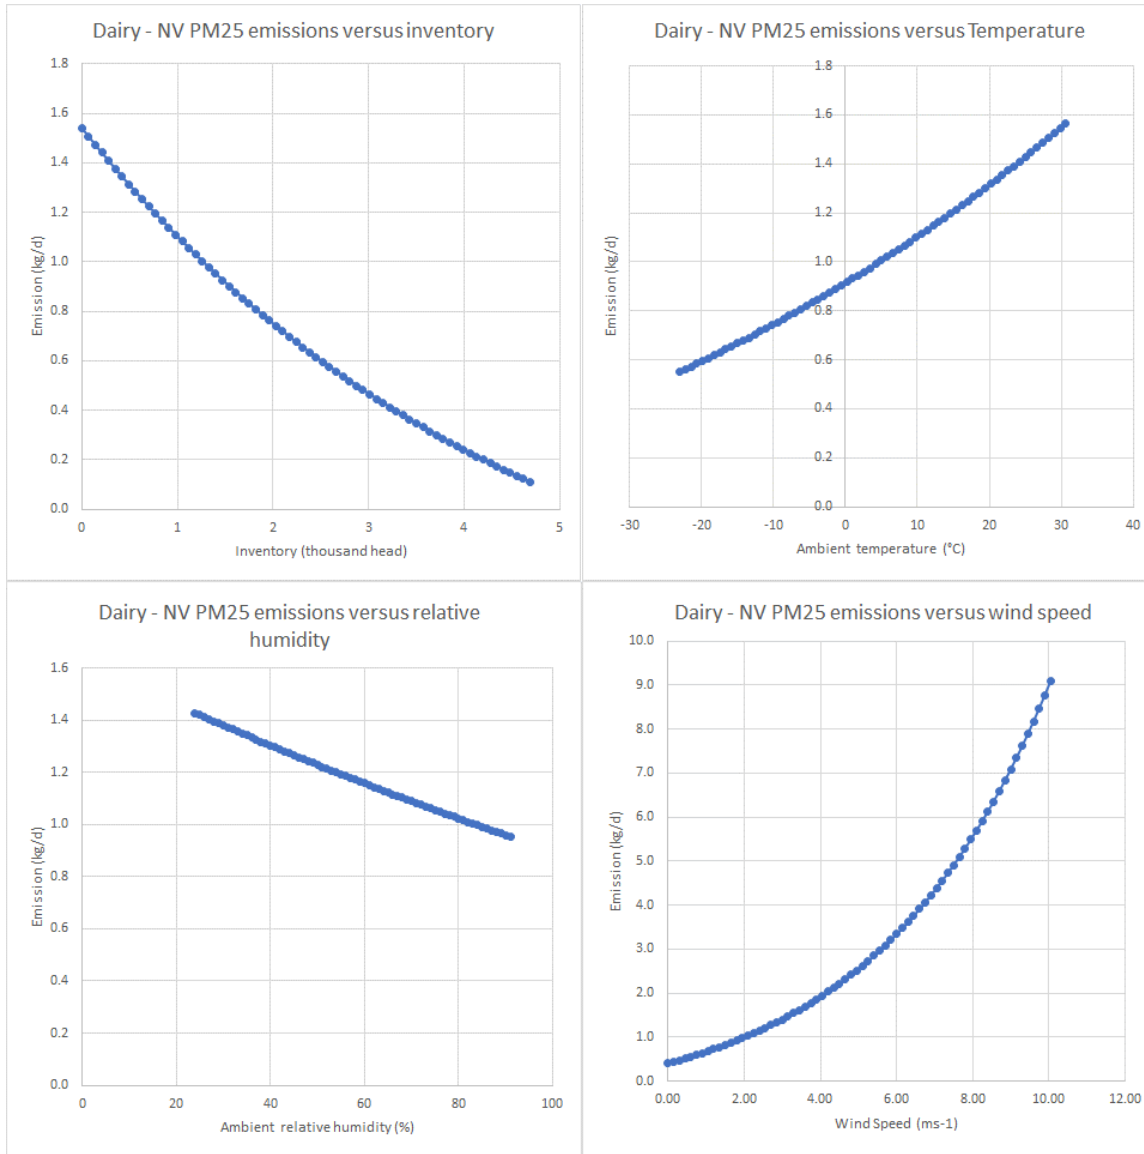 Dairy - NV PM25 emissions versus inventory
1.8
1.6
1.4
1.2
1.0
0.8
0.6
0.4
0.2
0.0
Emission (kg/d)
0 1 2 3 4 5
Inventory (thousand head)
Dairy - NV PM25 emissions versus Temperature
1.8
1.6
1.4
1.2
1.0
0.8
0.6
0.4
0.2
0.0
Emission (kg/d)
-30 -20 -10 0 10 20 30 40
Ambient temperature (°C)
Dairy - NV PM25 emissions versus relative
humidity
1.6
1.4
1.2
1.0
0.8
0.6
0.4
0.2
0.0
Emission (kg/d)
0 20 40 60 80 100
Ambient relative humidity (%)
Dairy - NV PM25 emissions versus wind speed
10.0
9.0
8.0
7.0
6.0
5.0
4.0
3.0
2.0
1.0
0.0
Emission (kg/d)
0.00 2.00 4.00 6.00 8.00 10.00 12.00
Wind Speed (ms-1)